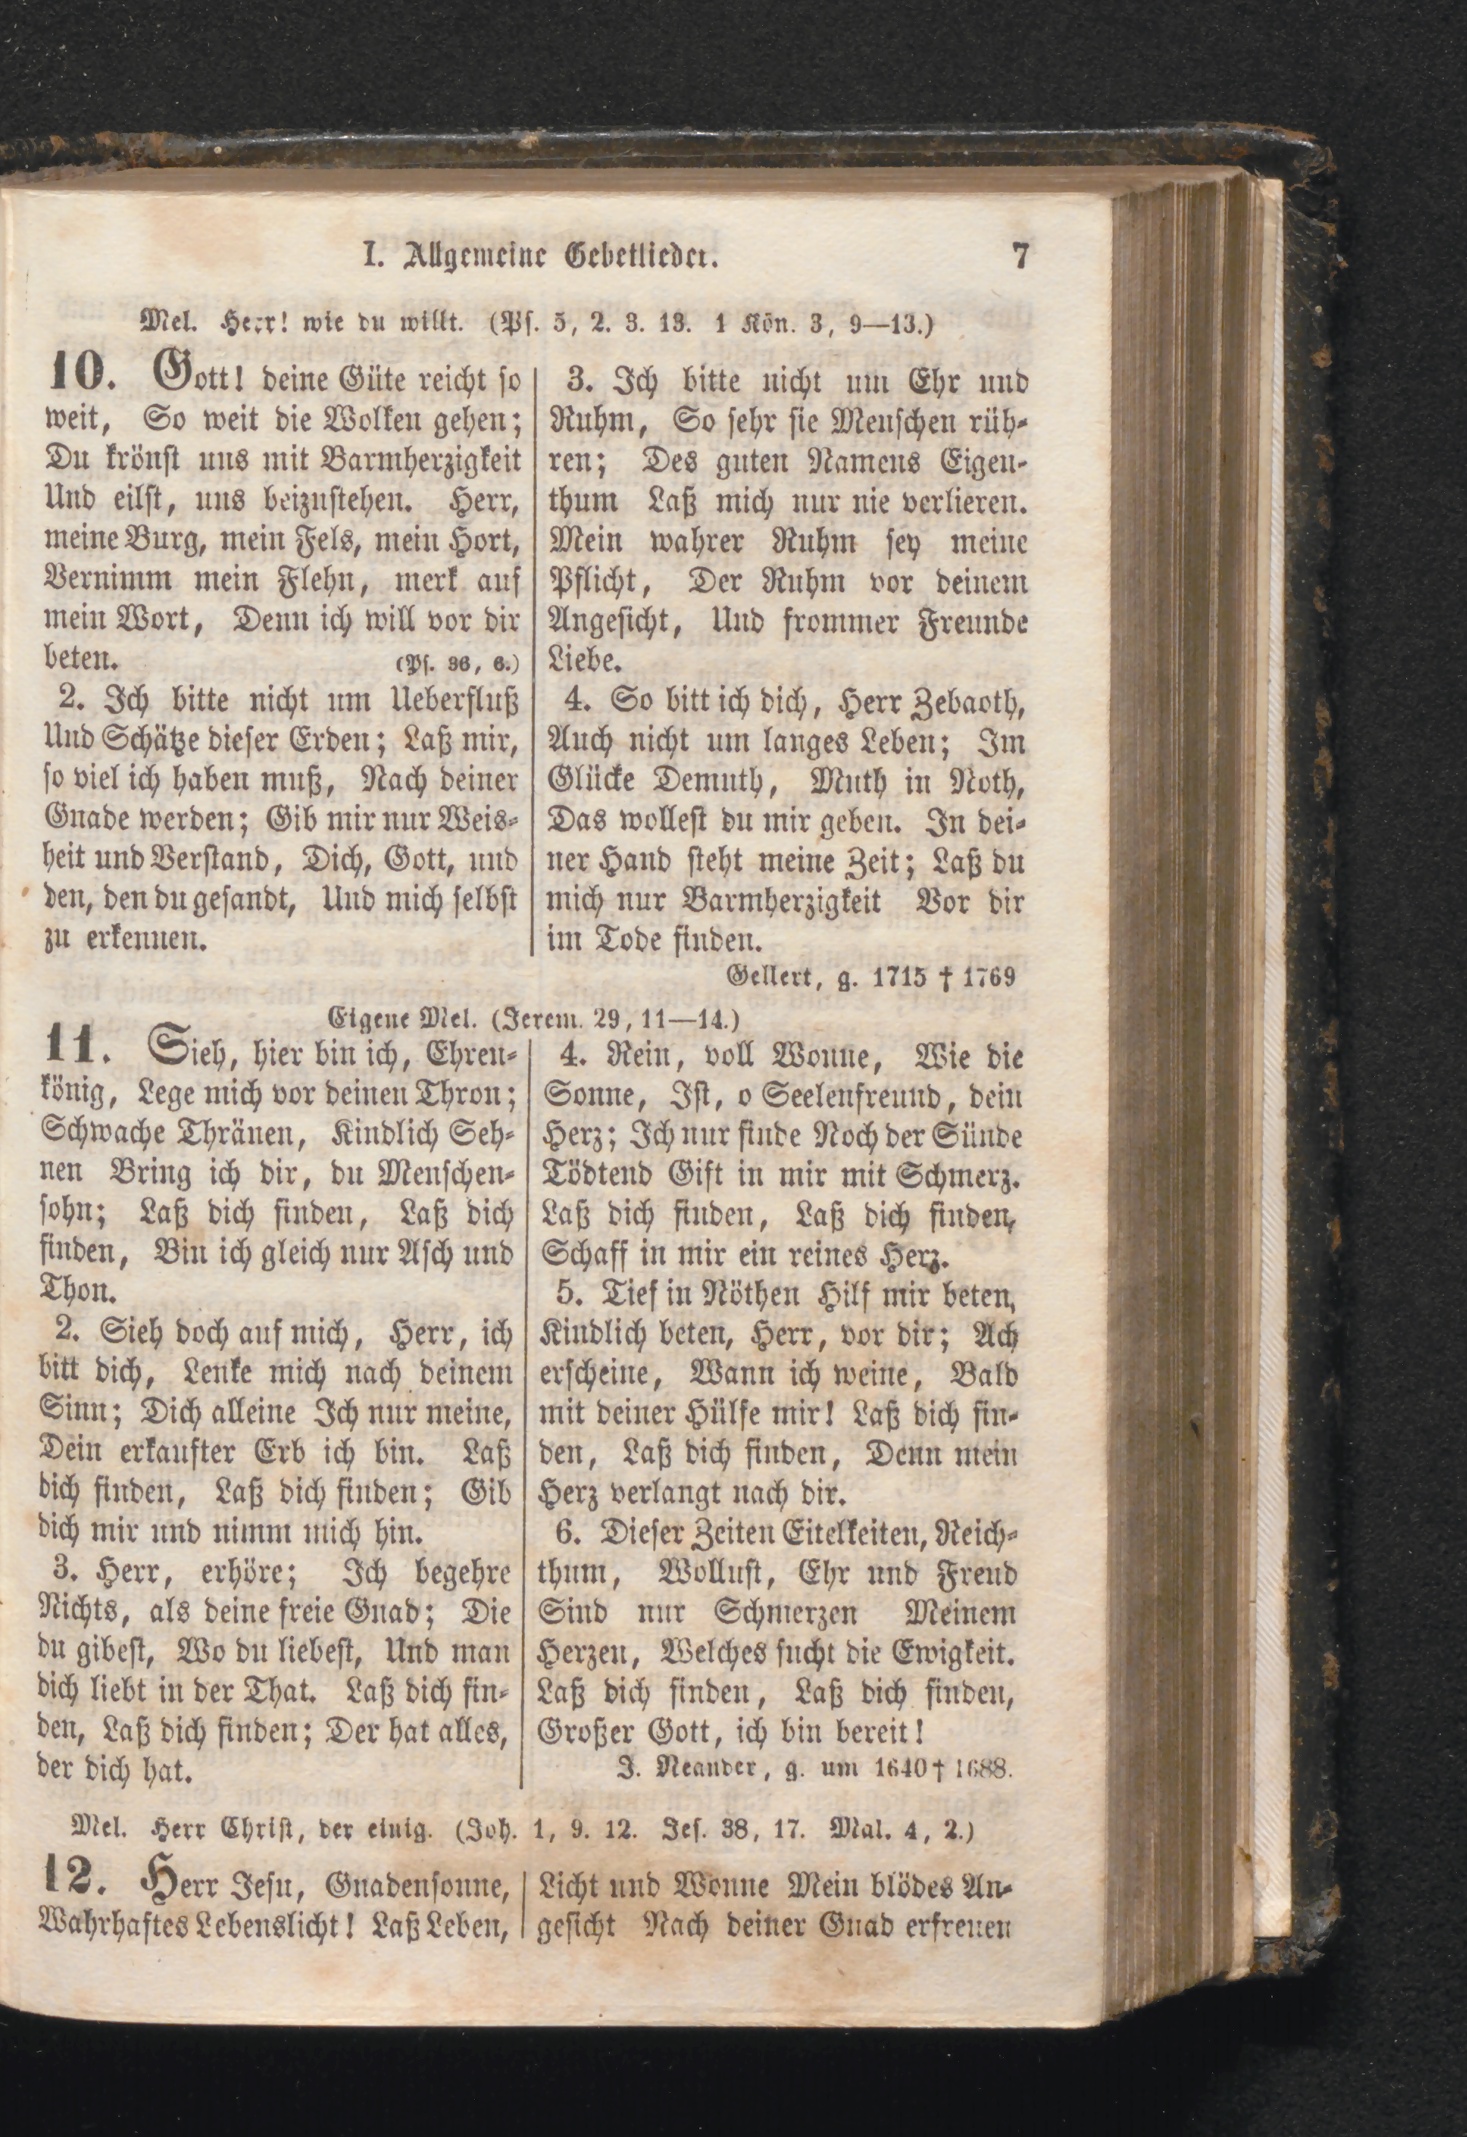 I. Allgemeine Gebetlieder. 7
Mel. Herr! wie du willt. (Ps. 5, 2. 3. 13. 1 Kön. 3, 9—13.)
10. Gott! deine Güte reicht so
weit, So weit die Wolken gehen;
Du krönst uns mit Barmherzigkeit
Und eilst, uns beizustehen. Herr,
meine Burg, mein Fels, mein Hort,
Vernimm mein Flehn, merk auf
mein Wort, Denn ich will vor dir
beten. (Ps. 36, 6.)
2. Ich bitte nicht um Ueberfluß
Und Schätze dieser Erden; Laß mir,
so viel ich haben muß, Nach deiner
Gnade werden; Gib mir nur Weis-
heit und Verstand, Dich, Gott, und
den, den du gesandt, Und mich selbst
zu erkennen.
3. Ich bitte nicht um Ehr und
Ruhm, So sehr sie Menschen rüh-
ren; Des guten Namens Eigen-
thum Laß mich nur nie verlieren.
Mein wahrer Ruhm sey meine
Pflicht, Der Ruhm vor deinem
Angesicht, Und frommer Freunde
Liebe.
4. So bitt ich dich, Herr Zebaoth,
Auch nicht um langes Leben; Im
Glücke Demuth, Muth in Noth,
Das wollest du mir geben. In dei-
ner Hand steht meine Zeit; Laß du
mich nur Barmherzigkeit Vor dir
im Tode finden.
Gellert, g. 1715 † 1769
Eigene Mel. (Jerem. 29, 11—14.)
11. Sieh, hier bin ich, Ehren-
könig, Lege mich vor deinen Thron;
Schwache Thränen, Kindlich Seh-
nen Bring ich dir, du Menschen-
sohn; Laß dich finden, Laß dich
finden, Bin ich gleich nur Asch und
Thon.
2. Sieh doch auf mich, Herr, ich
bitt dich, Lenke mich nach deinem
Sinn; Dich alleine Ich nur meine,
Dein erkaufter Erb ich bin. Laß
dich finden, Laß dich finden; Gib
dich mir und nimm mich hin.
3. Herr, erhöre; Ich begehre
Nichts, als deine freie Gnad; Die
du gibest, Wo du liebest, Und man
dich liebt in der That. Laß dich fin-
den, Laß dich finden; Der hat alles,
der dich hat.
4. Rein, voll Wonne, Wie die
Sonne, Ist, o Seelenfreund, dein
Herz; Ich nur finde Noch der Sünde
Tödtend Gift in mir mit Schmerz.
Laß dich finden, Laß dich finden,
Schaff in mir ein reines Herz.
5. Tief in Nöthen Hilf mir beten,
Kindlich beten, Herr, vor dir; Ach
erscheine, Wann ich weine, Bald
mit deiner Hülfe mir! Laß dich fin-
den, Laß dich finden, Denn mein
Herz verlangt nach dir.
6. Dieser Zeiten Eitelkeiten, Reich-
thum, Wollust, Ehr und Freud
Sind nur Schmerzen Meinem
Herzen, Welches sucht die Ewigkeit.
Laß dich finden, Laß dich finden,
Großer Gott, ich bin bereit!
J. Neander, g. um 1640 † 1688.
Mel. Herr Christ, der einig. (Joh. 1, 9. 12. Jes. 38, 17. Mal. 4, 2.)
12. Herr Jesu, Gnadensonne,
Wahrhaftes Lebenslicht! Laß Leben,
Licht und Wonne Mein blödes An-
gesicht Nach deiner Gnad erfreuen